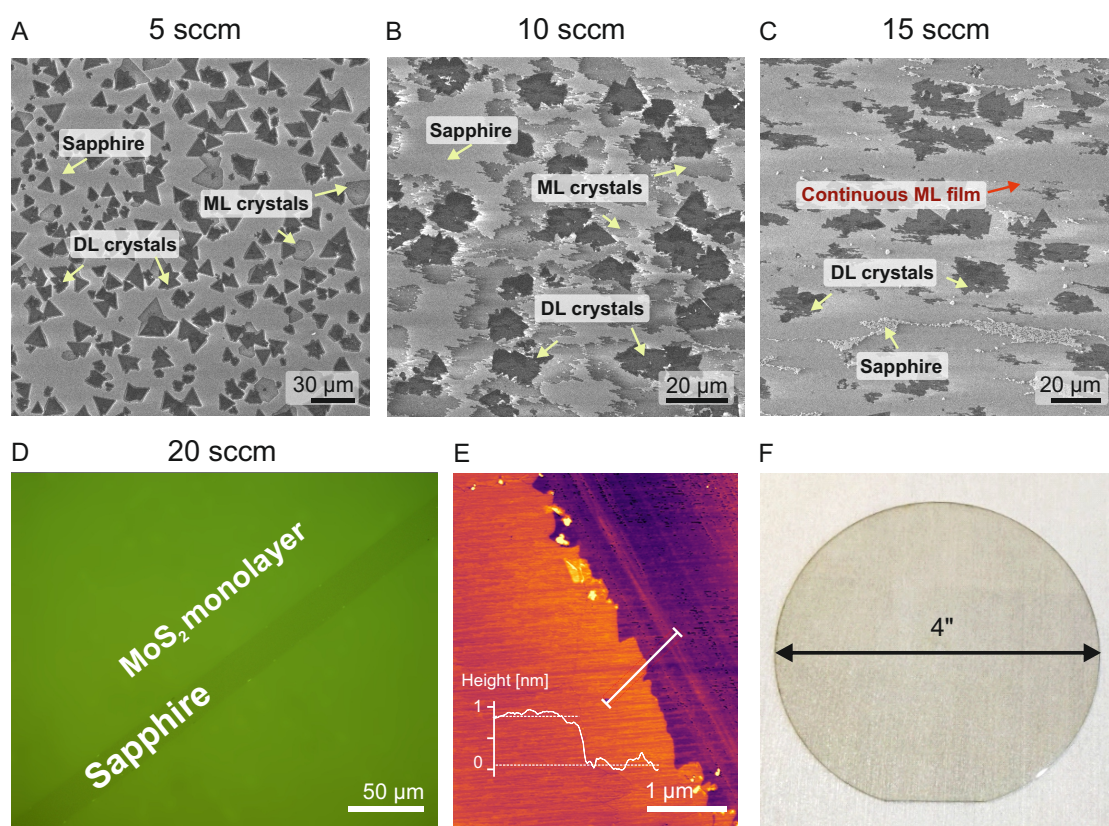 A
5 sccm
Sapphire
ML crystals
DL crystals
30 µm
B
10 sccm
Sapphire
ML crystals
DL crystals
20 µm
C
15 sccm
Continuous ML film
DL crystals
Sapphire
20 µm
D
20 sccm
MoS₂ monolayer
Sapphire
50 µm
E
Height [nm]
1
0
1 µm
F
4"